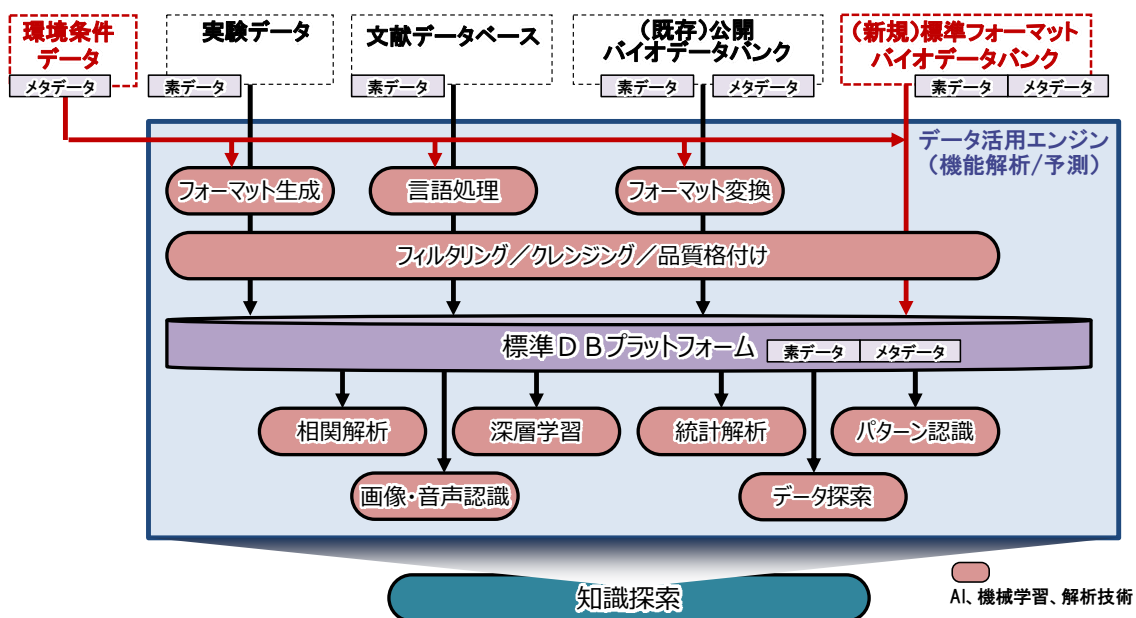 環境条件
データ
メタデータ
実験データ
素データ
文献データベース
素データ
(既存)公開
バイオデータバンク
素データ
メタデータ
(新規)標準フォーマット
バイオデータバンク
素データ
メタデータ
データ活用エンジン
(機能解析/予測)
フォーマット生成
言語処理
フォーマット変換
フィルタリング／クレンジング／品質格付け
標準ＤＢプラットフォーム
素データ
メタデータ
相関解析
深層学習
統計解析
パターン認識
画像・音声認識
データ探索
知識探索
AI、機械学習、解析技術